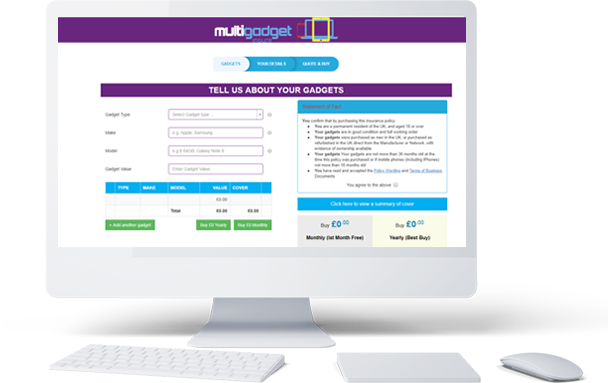 multigadget
insure
GADGETS
YOUR DETAILS
QUOTE & BUY
TELL US ABOUT YOUR GADGETS
Gadget Type
Select Gadget type ...
Make
e.g. Apple, Samsung
Model
e.g.# 64GB, Galaxy Note 8
Gadget Value
Enter Gadget Value
TYPE MAKE MODEL VALUE COVER
£0.00
Total £0.00 £0.00
+ Add another gadget
Buy £0 Yearly
Buy £0 Monthly
Statement of Fact
You confirm that by purchasing this insurance policy:
You are a permanent resident of the UK, and aged 18 or over
Your gadgets are in good condition and full working order
Your gadgets were purchased as new in the UK, or purchased as
refurbished in the UK direct from the Manufacturer or Network, with
evidence of ownership available
Your gadgets Your gadget are not more than 36 months old at the
time this policy was purchased or if mobile phones (including iPhones)
not more than 18 months old
You have read and accepted the Policy Wording and Terms of Business
Documents
You agree to the above
Click here to view a summary of cover
Buy £0.00
Monthly (1st Month Free)
Buy £0.00
Yearly (Best Buy)